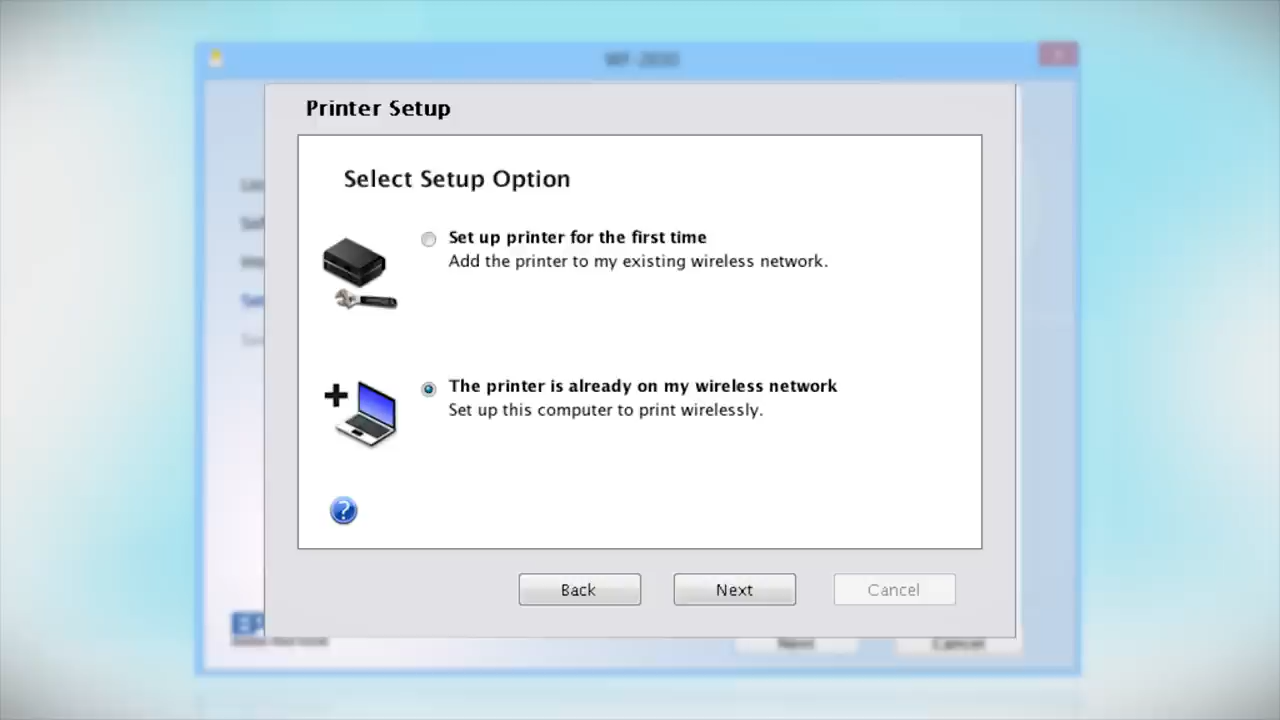 Printer Setup
Select Setup Option
Set up printer for the first time
Add the printer to my existing wireless network.
The printer is already on my wireless network
Set up this computer to print wirelessly.
?
Back
Next
Cancel
Next
Cancel